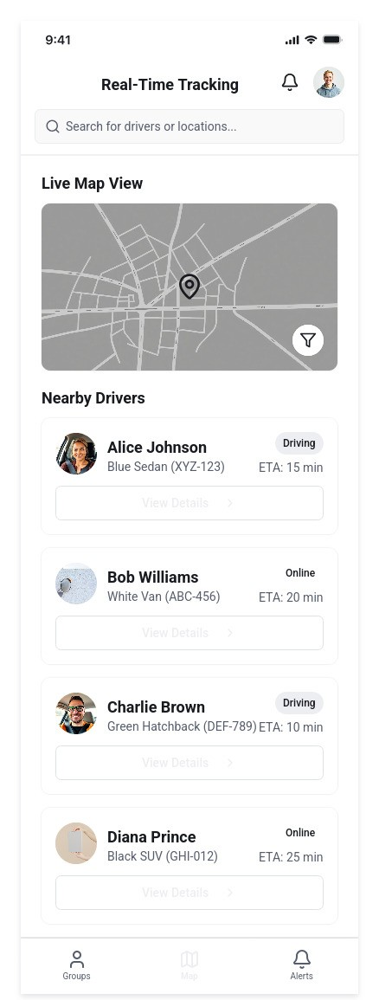 9:41
Real-Time Tracking
Search for drivers or locations...
Live Map View
Nearby Drivers
Alice Johnson
Driving
Blue Sedan (XYZ-123)
ETA: 15 min
View Details
Bob Williams
Online
White Van (ABC-456)
ETA: 20 min
View Details
Charlie Brown
Driving
Green Hatchback (DEF-789)
ETA: 10 min
View Details
Diana Prince
Online
Black SUV (GHI-012)
ETA: 25 min
View Details
Groups
Map
Alerts